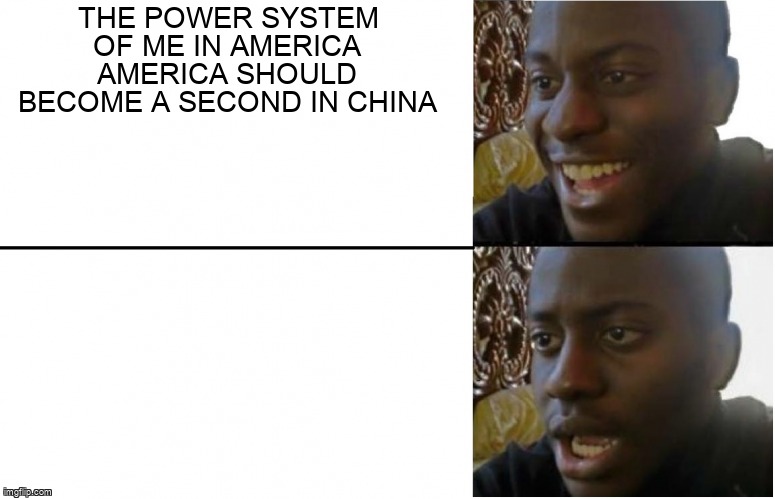 THE POWER SYSTEM
OF ME IN AMERICA
AMERICA SHOULD
BECOME A SECOND IN CHINA
imgflip.com